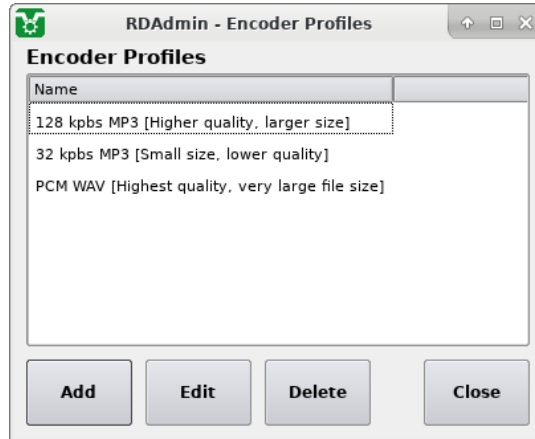 RDAdmin - Encoder Profiles
Encoder Profiles
Name
128 kpbs MP3 [Higher quality, larger size]
32 kpbs MP3 [Small size, lower quality]
PCM WAV [Highest quality, very large file size]
Add Edit Delete Close